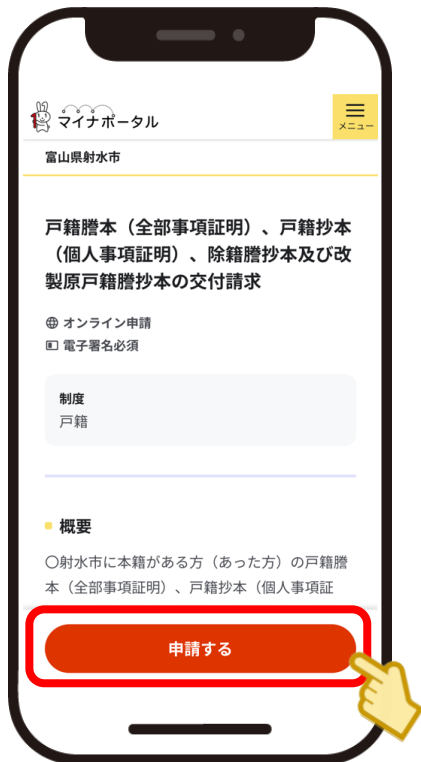 マイナポータル
メニュー
富山県射水市
戸籍謄本（全部事項証明）、戸籍抄本
（個人事項証明）、除籍謄抄本及び改
製原戸籍謄抄本の交付請求
オンライン申請
電子署名必須
制度
戸籍
概要
〇射水市に本籍がある方（あった方）の戸籍謄
本（全部事項証明）、戸籍抄本（個人事項証
申請する